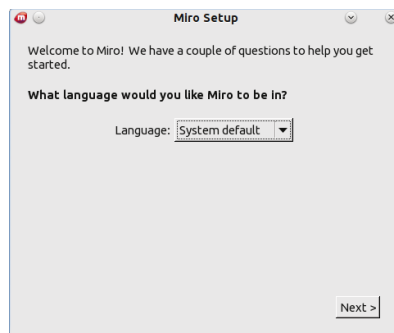 Miro Setup
Welcome to Miro! We have a couple of questions to help you get
started.
What language would you like Miro to be in?
Language: System default
Next >